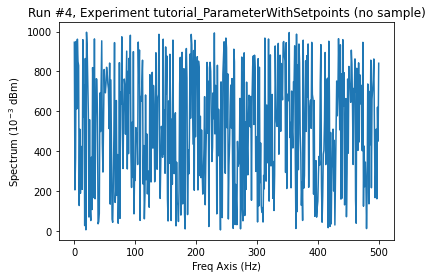 Run #4, Experiment tutorial_ParameterWithSetpoints (no sample)
1000
800
600
400
200
0
Spectrum (10⁻³ dBm)
0 100 200 300 400 500
Freq Axis (Hz)